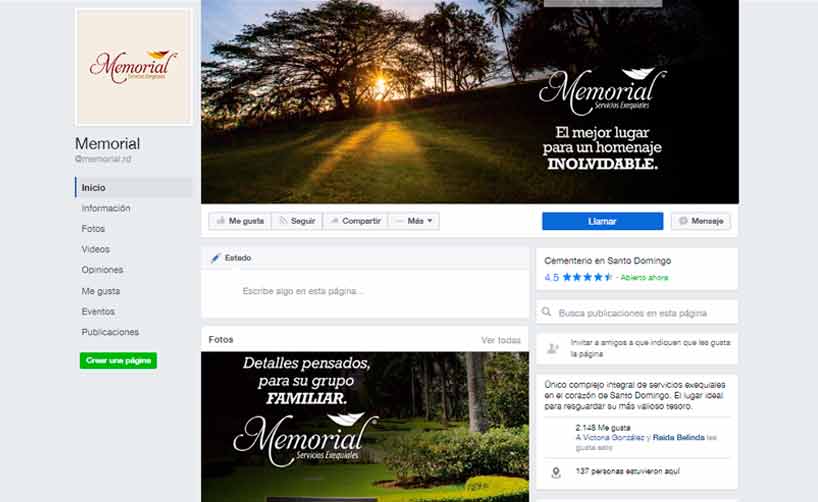 Memorial
Servicios Exequiales
Memorial
@memorial.rd
Inicio
Información
Fotos
Videos
Opiniones
Me gusta
Eventos
Publicaciones
Crear una página
Memorial
Servicios Exequiales
El mejor lugar
para un homenaje
INOLVIDABLE.
Me gusta
Seguir
Compartir
Más
Llamar
Mensaje
Estado
Escribe algo en esta página...
Fotos
Ver todas
Detalles pensados,
para su grupo
FAMILIAR.
Memorial
Servicios Exequiales
Cementerio en Santo Domingo
4,5 ★★★★★ · Abierto ahora
Busca publicaciones en esta página
Invitar a amigos a que indiquen que les gusta
la página
Único complejo integral de servicios exequiales
en el corazón de Santo Domingo. El lugar ideal
para resguardar su más valioso tesoro.
2.148 Me gusta
A Victoria González y Raida Belinda les
gusta esto
137 personas estuvieron aquí